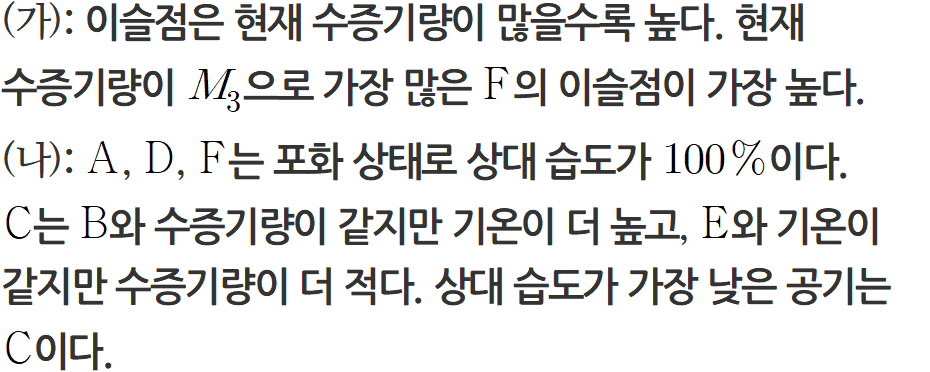 (가): 이슬점은 현재 수증기량이 많을수록 높다. 현재
수증기량이 M₃으로 가장 많은 F의 이슬점이 가장 높다.
(나): A, D, F는 포화 상태로 상대 습도가 100%이다.
C는 B와 수증기량이 같지만 기온이 더 높고, E와 기온이
같지만 수증기량이 더 적다. 상대 습도가 가장 낮은 공기는
C이다.